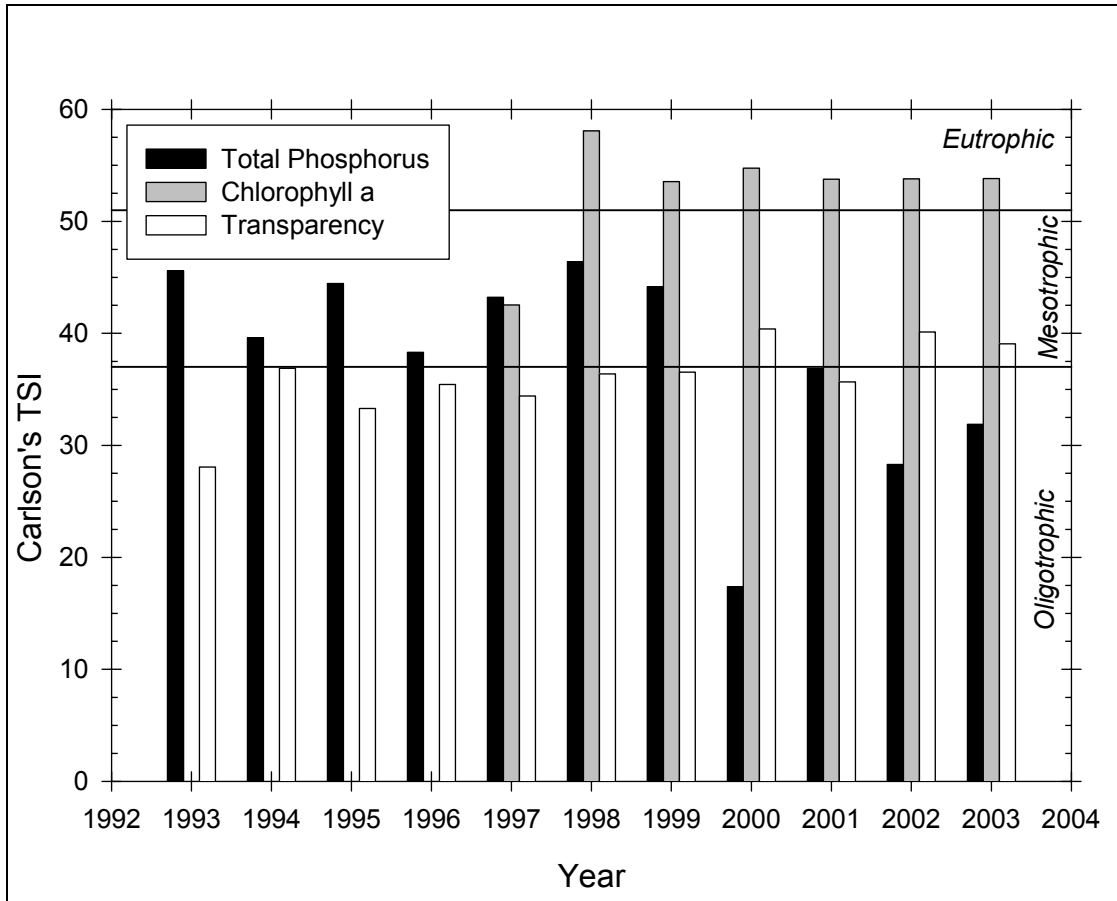 60
50
40
30
20
10
0
Carlson's TSI
Total Phosphorus
Chlorophyll a
Transparency
Eutrophic
Mesotrophic
Oligotrophic
1992 1993 1994 1995 1996 1997 1998 1999 2000 2001 2002 2003 2004
Year